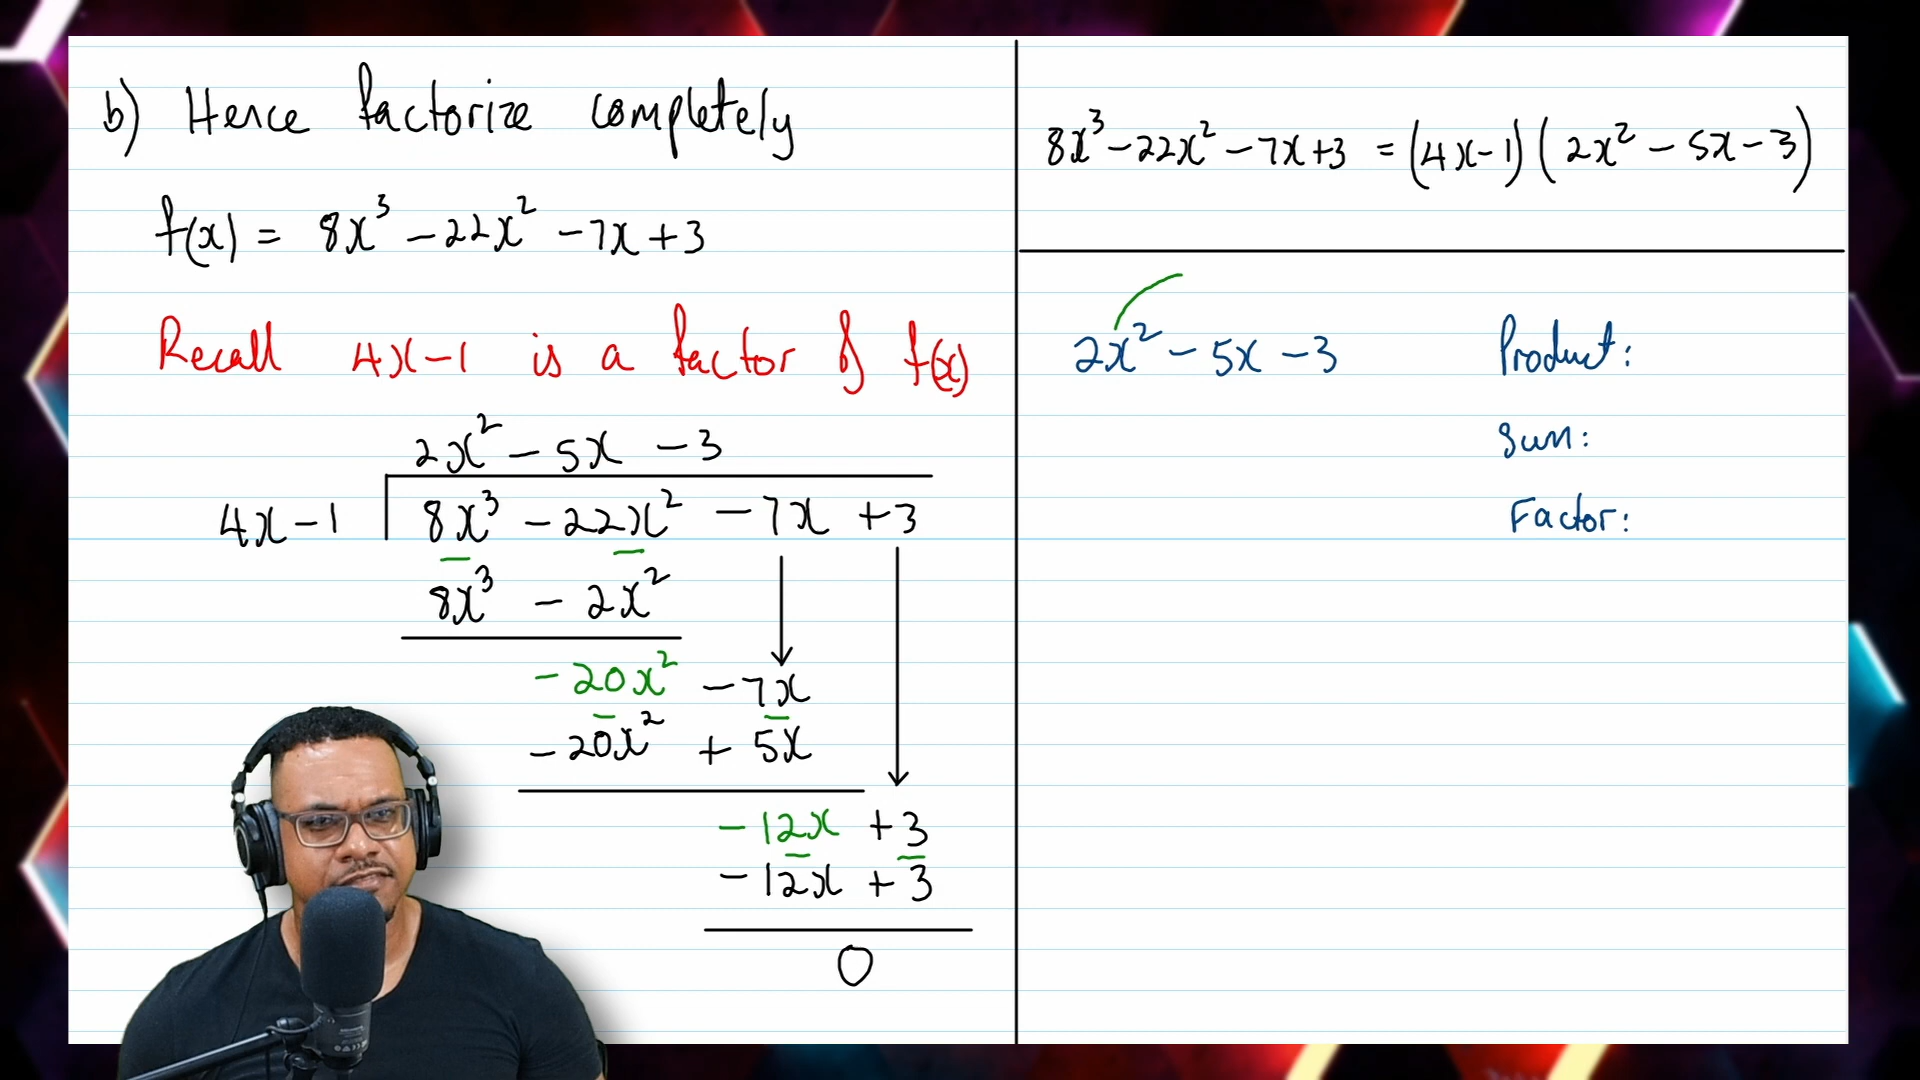 b) Hence factorize completely
f(x) = 8x³ - 22x² - 7x + 3
Recall 4x-1 is a factor of f(x)
2x² - 5x - 3
4x-1 8x³ - 22x² - 7x + 3
8x³ - 2x²
-20x² - 7x
-20x² + 5x
-12x + 3
-12x + 3
0
8x³ - 22x² - 7x + 3 = (4x-1)(2x² - 5x - 3)
2x² - 5x - 3
Product:
Sum:
Factor: